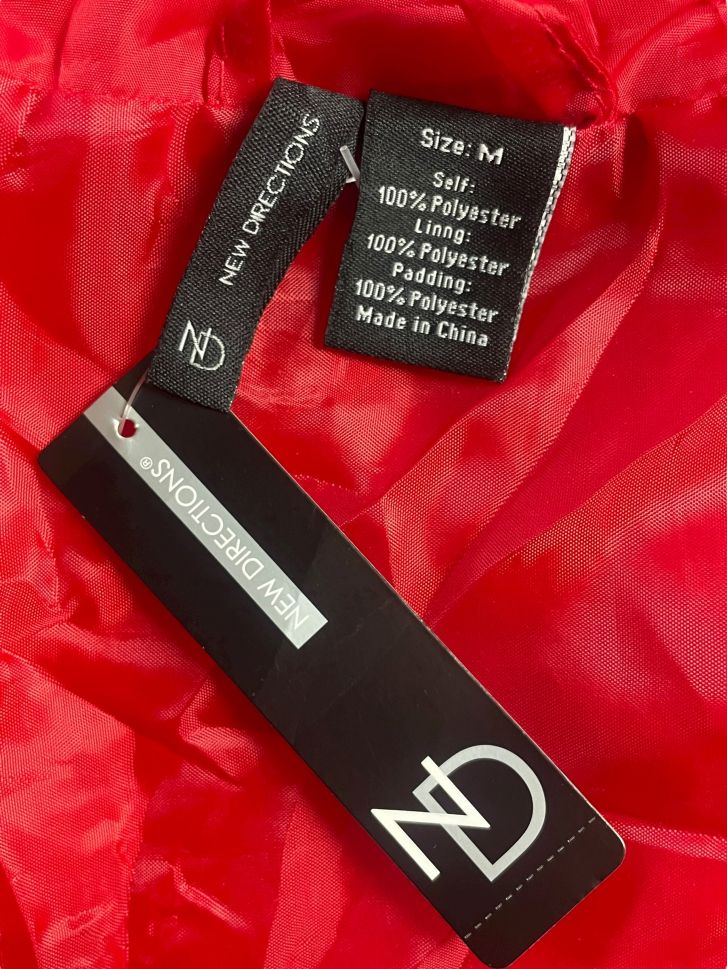 NEW DIRECTIONS
ND
Size: M
Self:
100% Polyester
Linng:
100% Polyester
Padding:
100% Polyester
Made in China
NEW DIRECTIONS®
ND